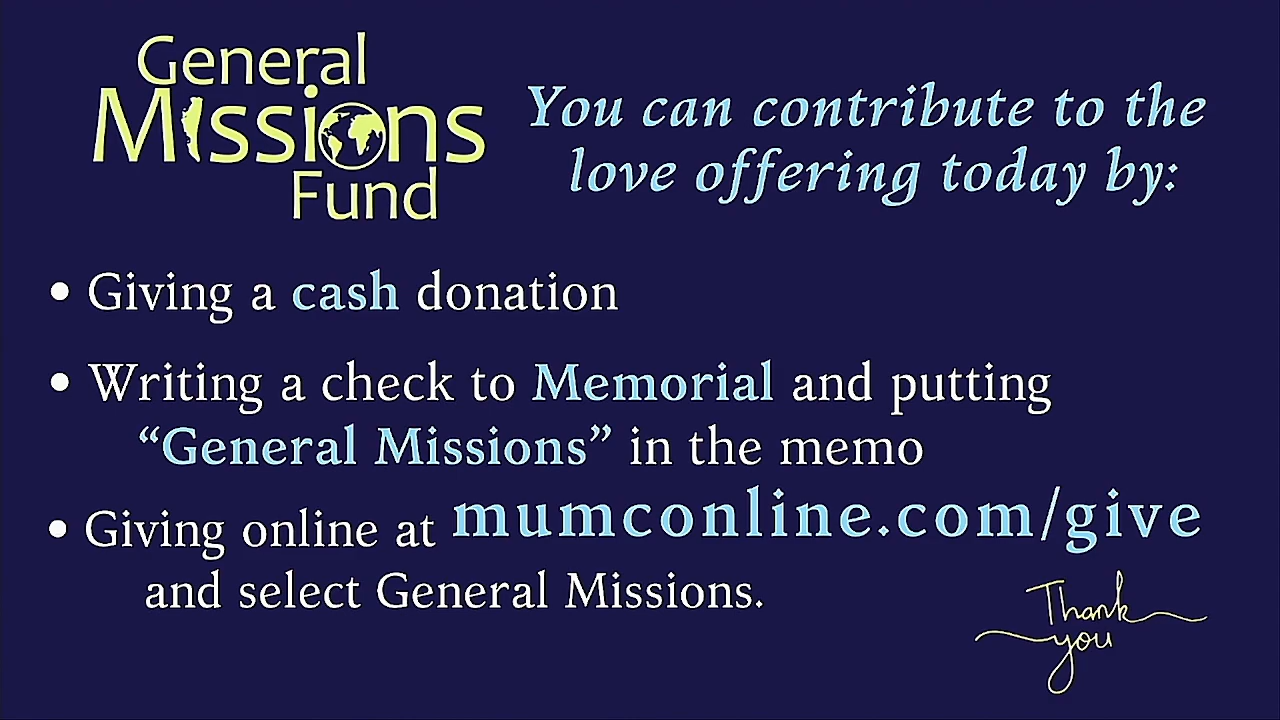 General
Missions
Fund
You can contribute to the
love offering today by:
• Giving a cash donation
• Writing a check to Memorial and putting
“General Missions” in the memo
• Giving online at mumconline.com/give
and select General Missions.
Thank
you